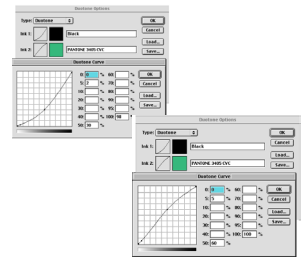 Duotone Options
Type: Duotone
OK
Cancel
Load...
Save...
Ink 1: Black
Ink 2: PANTONE 3405 CVC
Duotone Curve
0: 0 % 60: %
5: 2 % 70: %
10: % 80: %
20: % 90: %
30: % 95: %
40: % 100: 90 %
50: 30 %
OK
Cancel
Load...
Save...
Duotone Options
Type: Duotone
OK
Cancel
Load...
Save...
Ink 1: Black
Ink 2: PANTONE 3405 CVC
Duotone Curve
0: 0 % 60: %
5: 5 % 70: %
10: % 80: %
20: % 90: %
30: % 95: %
40: % 100: 100 %
50: 60 %
OK
Cancel
Load...
Save...